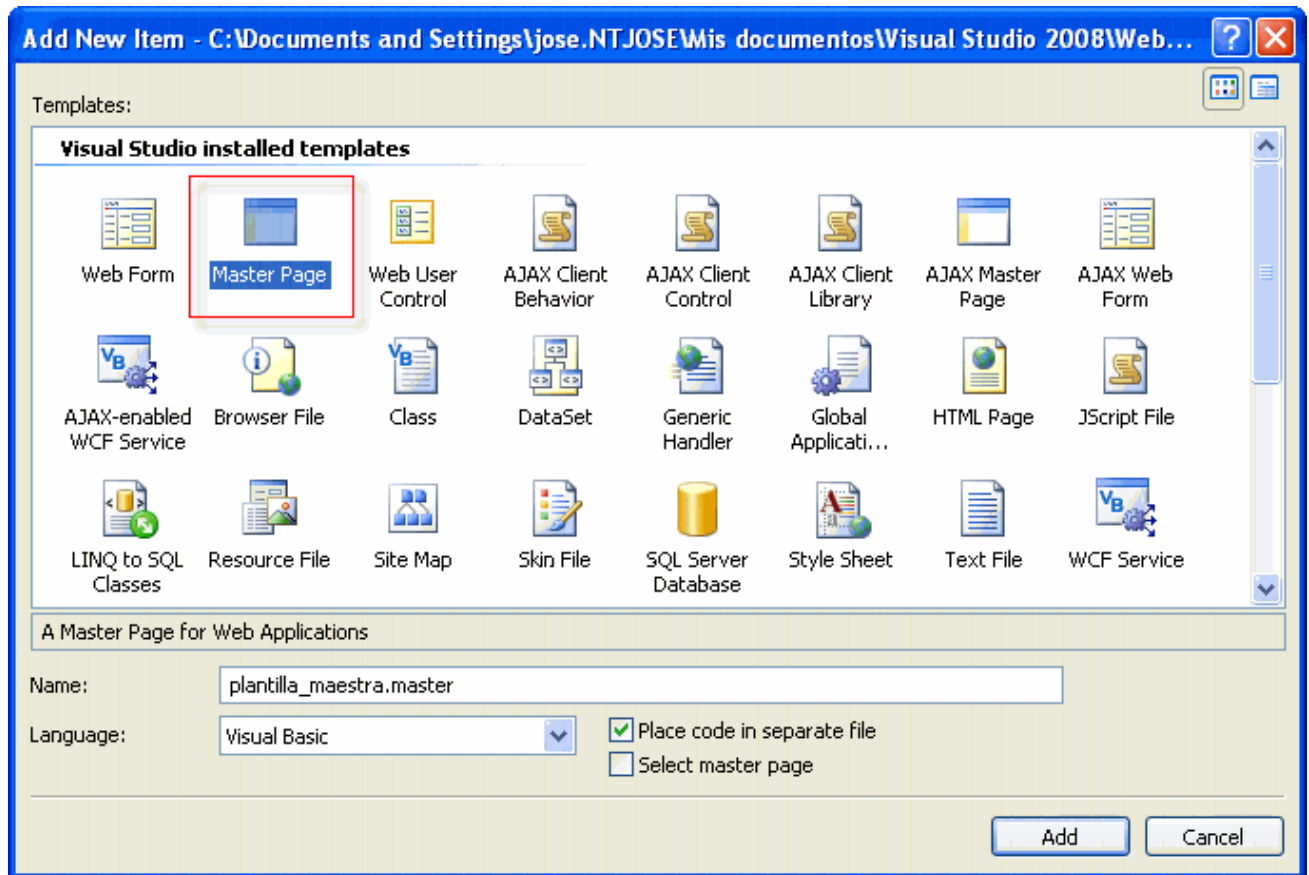 Add New Item - C:\Documents and Settings\jose.NTJOSE\Mis documentos\Visual Studio 2008\Web...
Templates:
Visual Studio installed templates
Web Form
Master Page
Web User
Control
AJAX Client
Behavior
AJAX Client
Control
AJAX Client
Library
AJAX Master
Page
AJAX Web
Form
AJAX-enabled
WCF Service
Browser File
Class
DataSet
Generic
Handler
Global
Applicati...
HTML Page
JScript File
LINQ to SQL
Classes
Resource File
Site Map
Skin File
SQL Server
Database
Style Sheet
Text File
WCF Service
A Master Page for Web Applications
Name:
plantilla_maestra.master
Language:
Visual Basic
Place code in separate file
Select master page
Add
Cancel